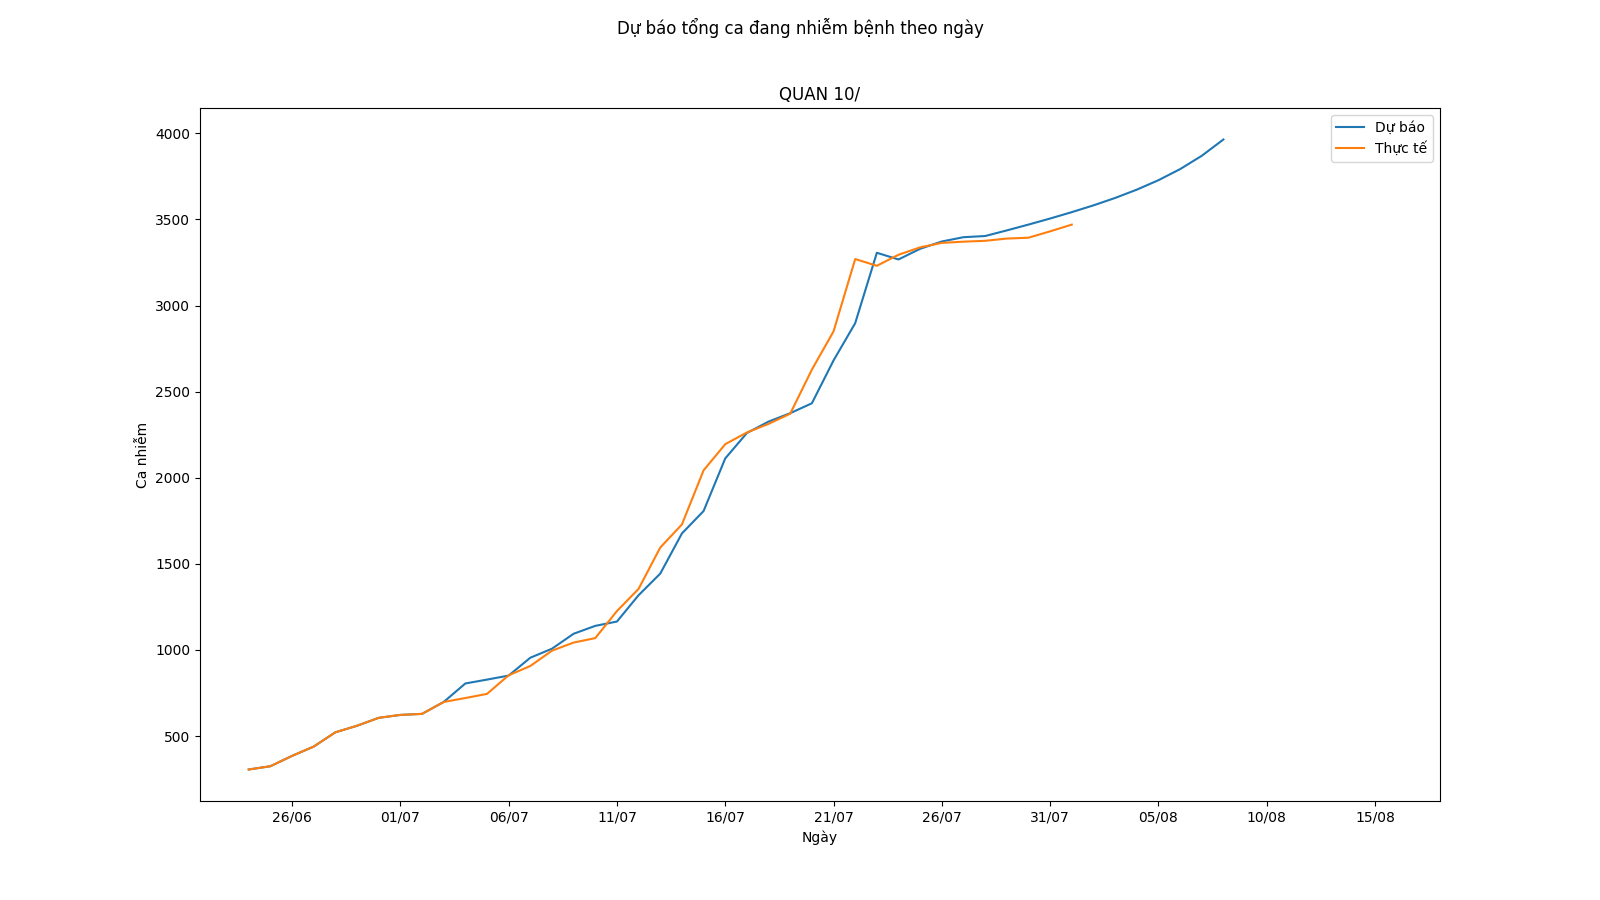 Dự báo tổng ca đang nhiễm bệnh theo ngày
QUAN 10/
Dự báo
Thực tế
4000
3500
3000
2500
2000
1500
1000
500
Ca nhiễm
26/06 01/07 06/07 11/07 16/07 21/07 26/07 31/07 05/08 10/08 15/08
Ngày